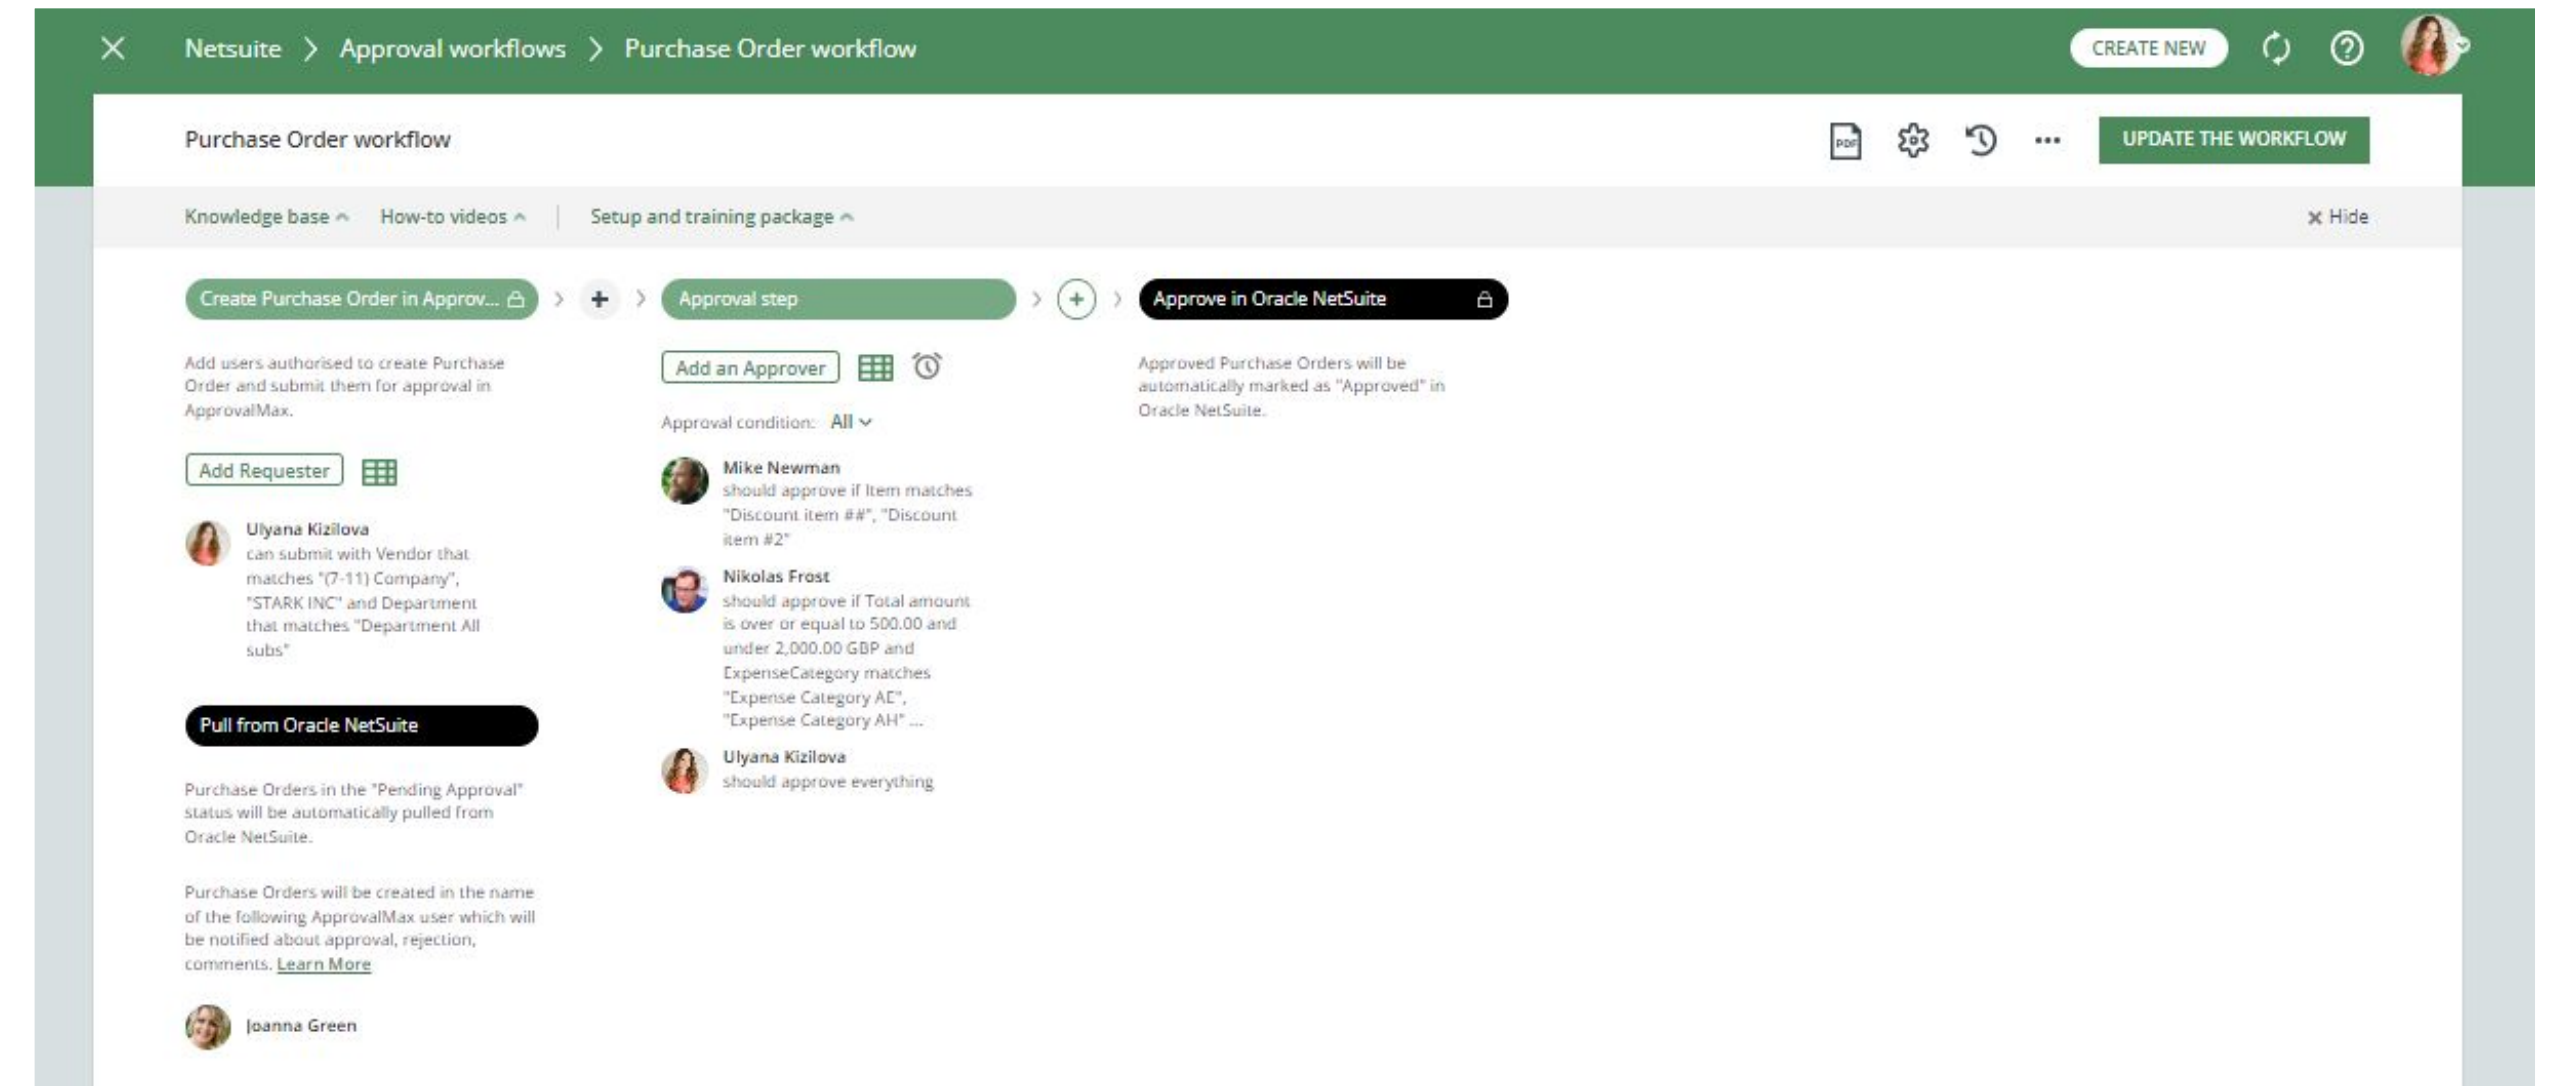 Netsuite > Approval workflows > Purchase Order workflow
CREATE NEW
Purchase Order workflow
PDF
UPDATE THE WORKFLOW
Knowledge base
How-to videos
Setup and training package
Hide
Create Purchase Order in Approv...
Add users authorised to create Purchase
Order and submit them for approval in
ApprovalMax.
Add Requester
Ulyana Kizilova
can submit with Vendor that
matches "(7-11) Company",
"STARK INC" and Department
that matches "Department All
subs"
Pull from Oracle NetSuite
Purchase Orders in the "Pending Approval"
status will be automatically pulled from
Oracle NetSuite.
Purchase Orders will be created in the name
of the following ApprovalMax user which will
be notified about approval, rejection,
comments. Learn More
Joanna Green
Approval step
Add an Approver
Approval condition: All
Mike Newman
should approve if Item matches
"Discount item ##", "Discount
item #2"
Nikolas Frost
should approve if Total amount
is over or equal to 500.00 and
under 2,000.00 GBP and
ExpenseCategory matches
"Expense Category AE",
"Expense Category AH" ...
Ulyana Kizilova
should approve everything
Approve in Oracle NetSuite
Approved Purchase Orders will be
automatically marked as "Approved" in
Oracle NetSuite.